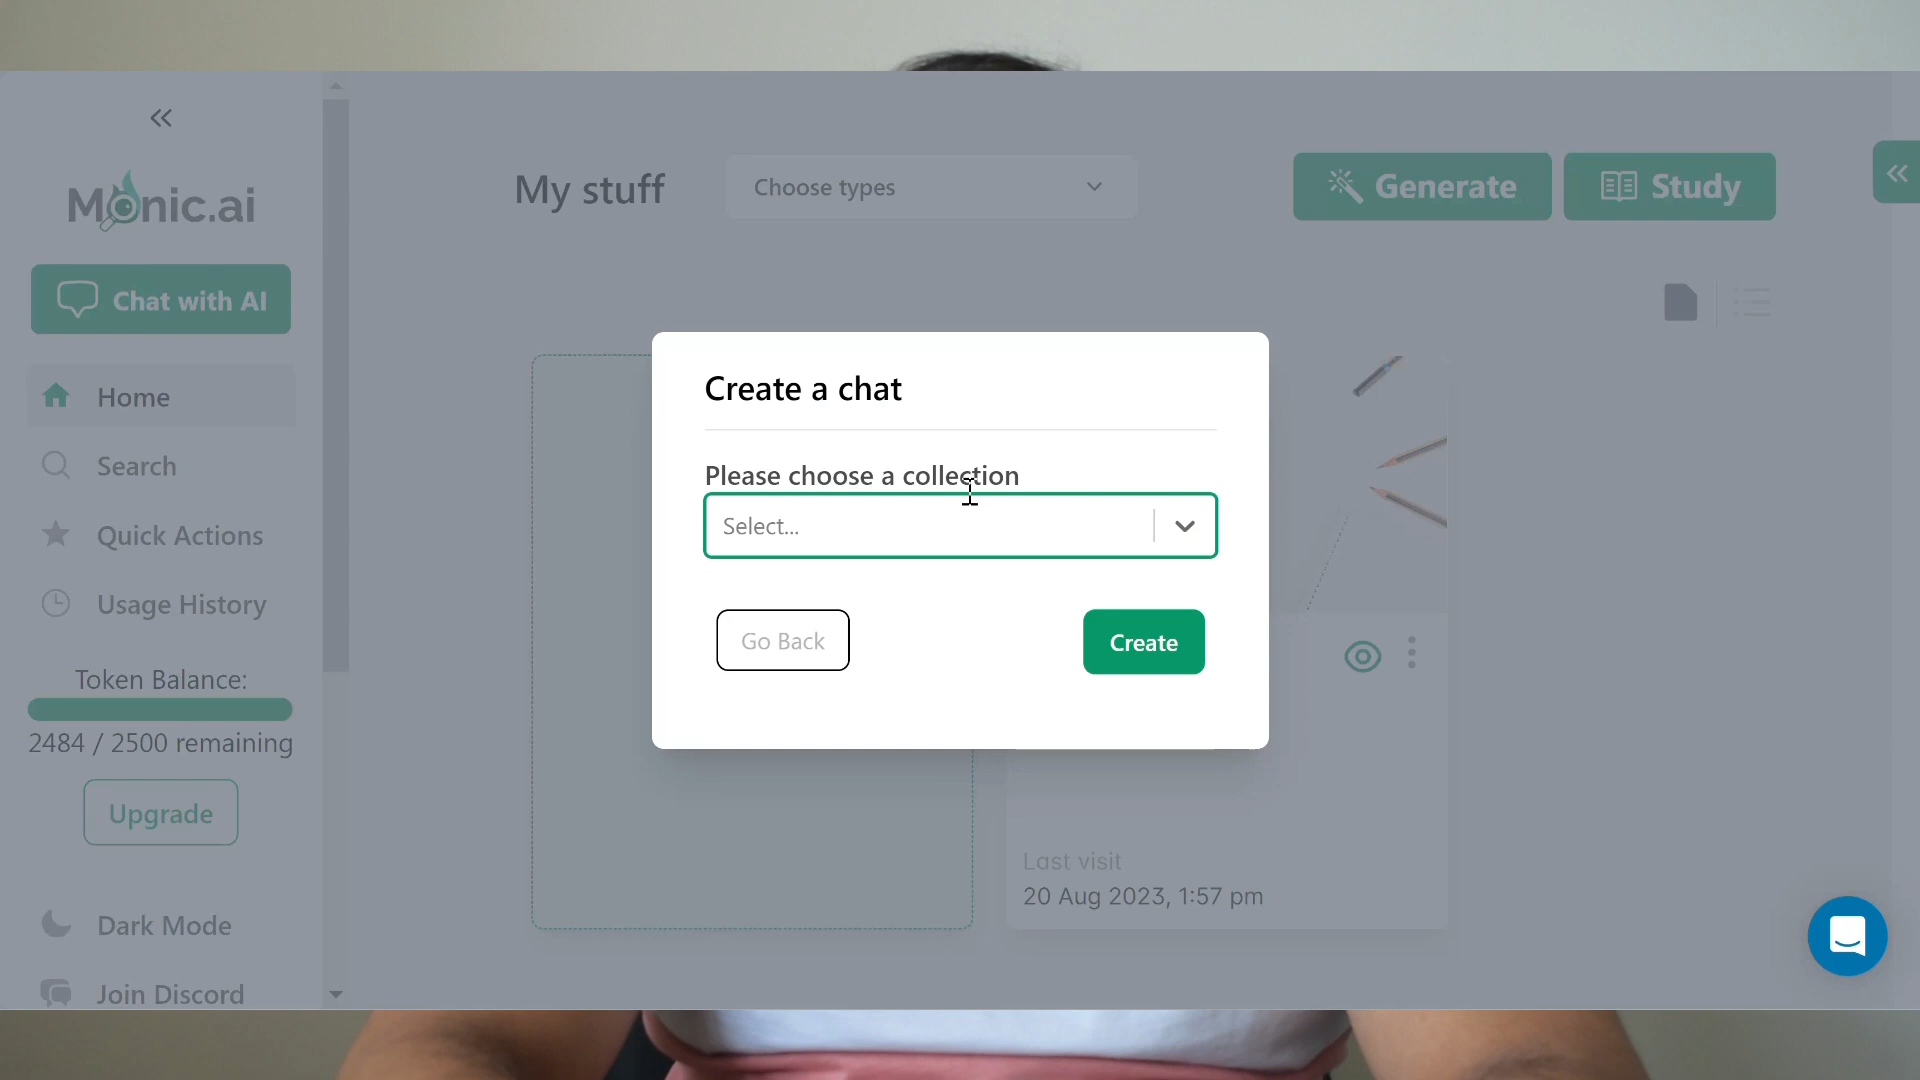 Monic.ai
Chat with AI
Home
Search
Quick Actions
Usage History
Token Balance:
2484 / 2500 remaining
Upgrade
Dark Mode
Join Discord
My stuff
Choose types
Generate
Study
Create a chat
Please choose a collection
Select...
Go Back
Create
Last visit
20 Aug 2023, 1:57 pm